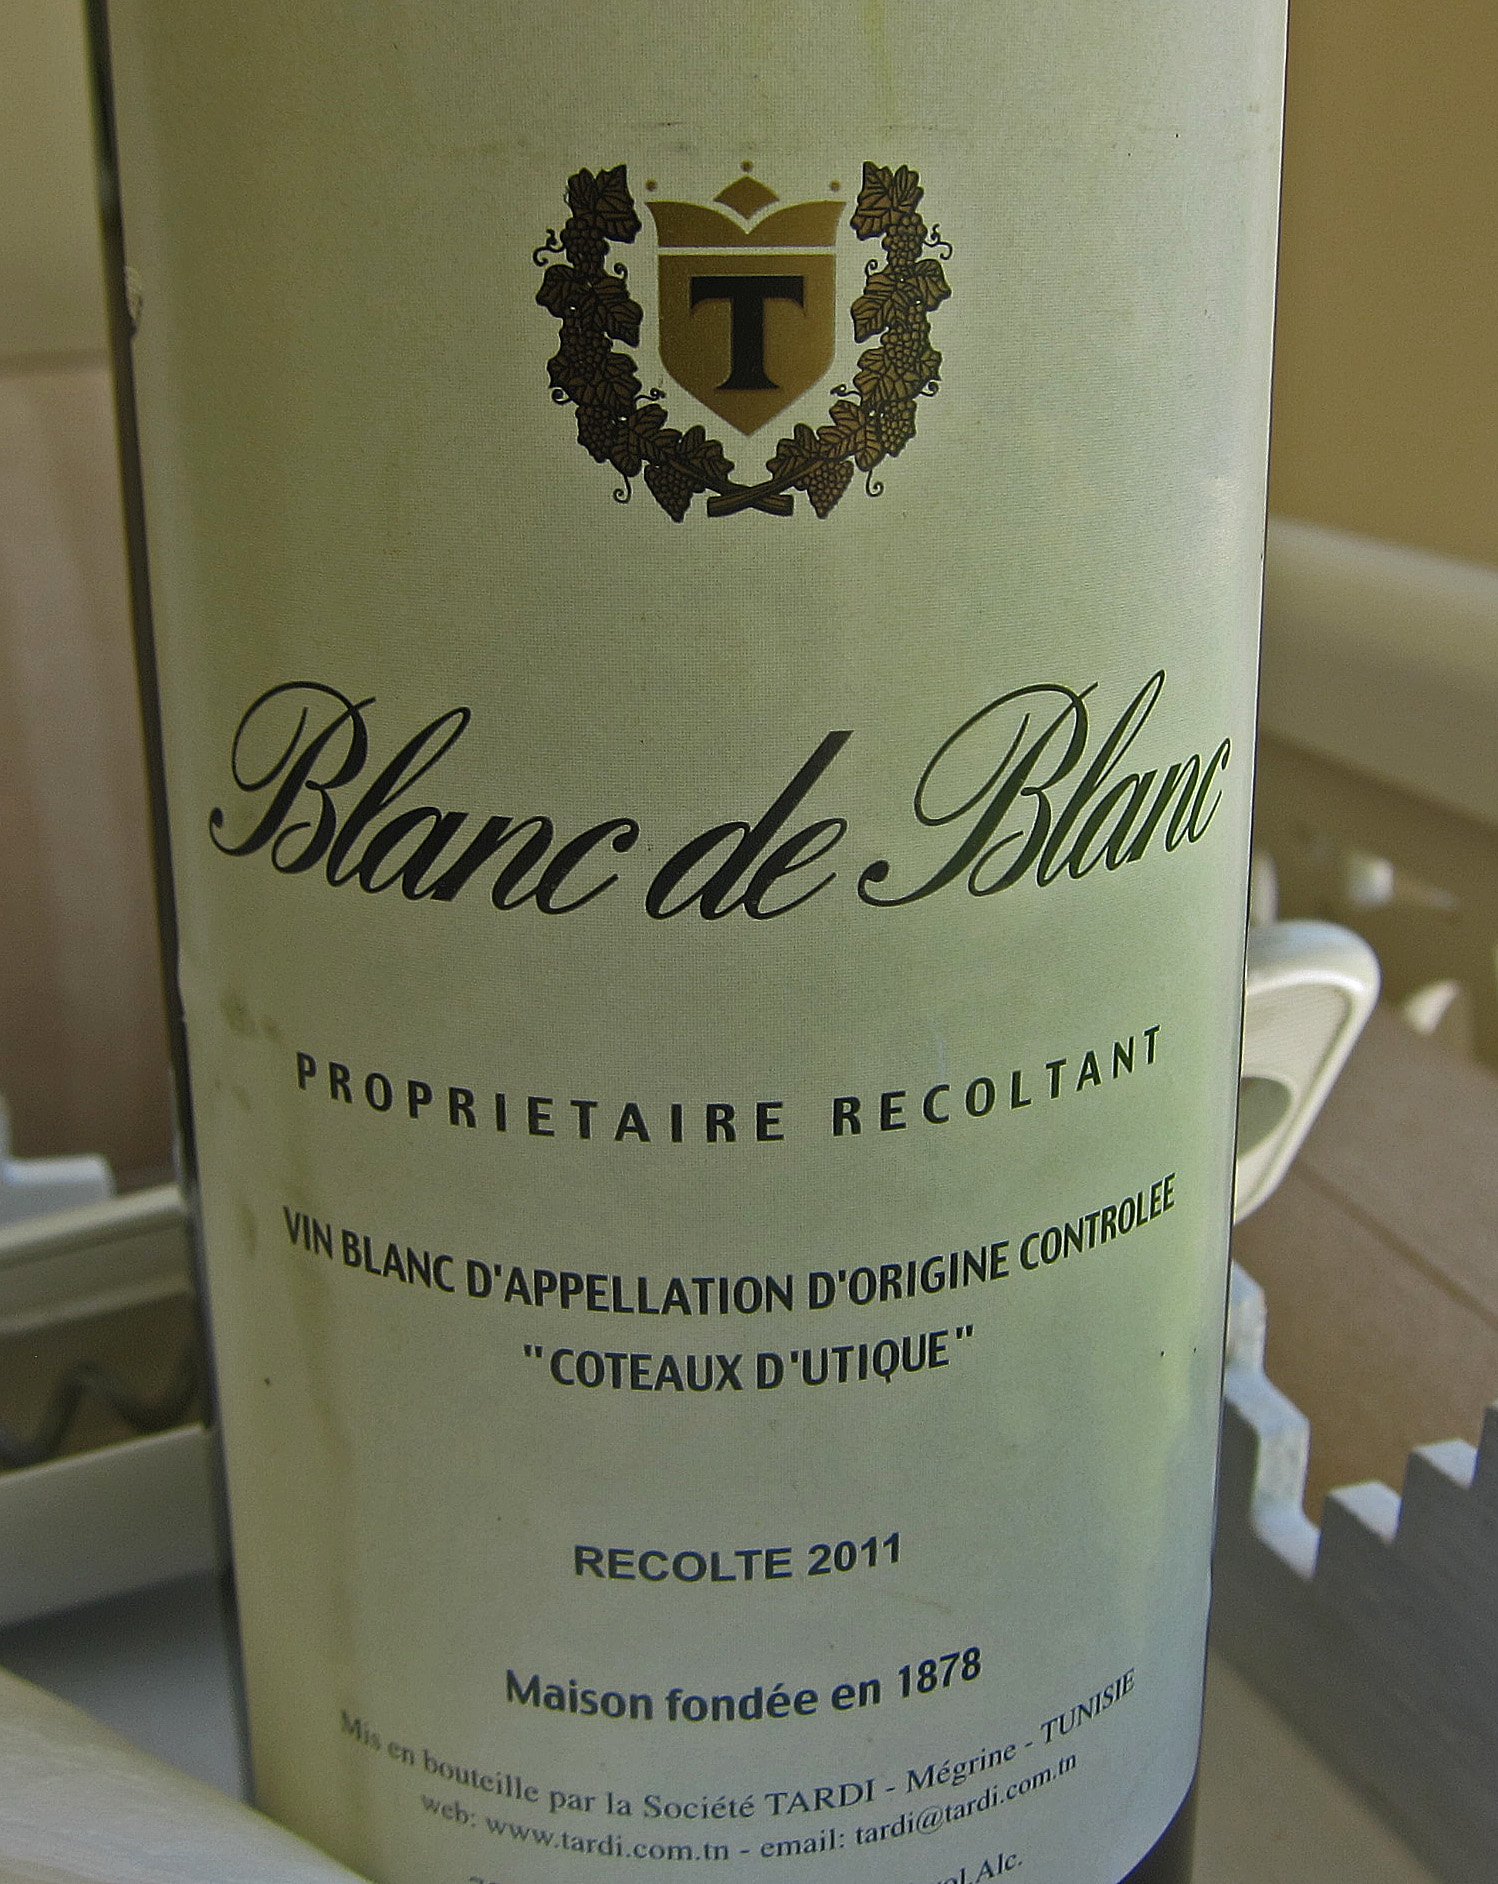 T
Blanc de Blanc
PROPRIETAIRE RECOLTANT
VIN BLANC D'APPELLATION D'ORIGINE CONTROLEE
"COTEAUX D'UTIQUE"
RECOLTE 2011
Maison fondée en 1878
Mis en bouteille par la Société TARDI - Mégrine - TUNISIE
web: www.tardi.com.tn - email: tardi@tardi.com.tn
Alc.